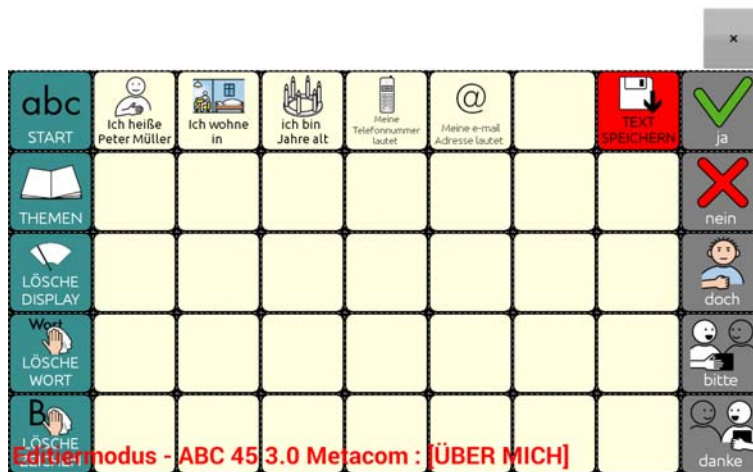 ×
abc
START
Ich heiße
Peter Müller
Ich wohne
in
ich bin
Jahre alt
Meine
Telefonnummer
lautet
@
Meine e-mail
Adresse lautet
TEXT
SPEICHERN
ja
THEMEN
nein
LÖSCHE
DISPLAY
doch
Wort
LÖSCHE
WORT
bitte
B
LÖSCHE
ZEICHEN
danke
Editiermodus - ABC 45 3.0 Metacom : [ÜBER MICH]